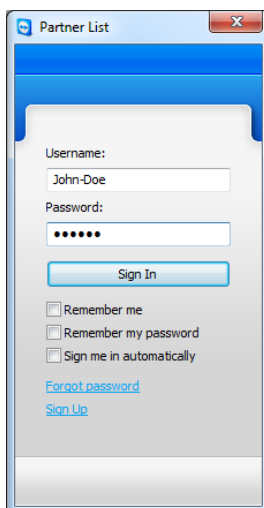 Partner List
Username:
John-Doe
Password:
••••••
Sign In
Remember me
Remember my password
Sign me in automatically
Forgot password
Sign Up